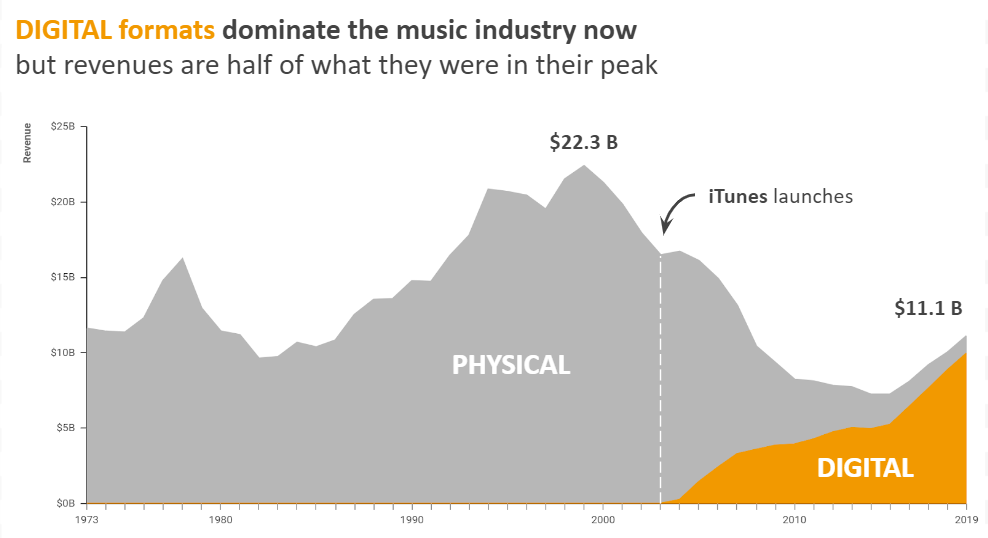 DIGITAL formats dominate the music industry now
but revenues are half of what they were in their peak
Revenue
$25B
$22.3 B
$20B
iTunes launches
$15B
$11.1 B
$10B
PHYSICAL
$5B
DIGITAL
$0B
1973 1980 1990 2000 2010 2019